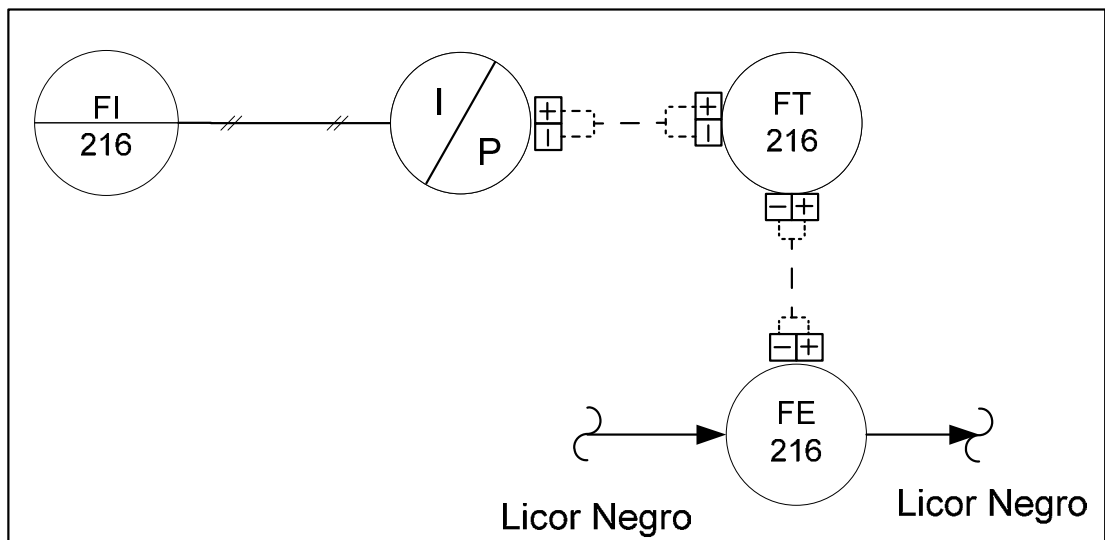 FI
216
I
P
+
−
+
−
FT
216
− +
− +
FE
216
Licor Negro
Licor Negro